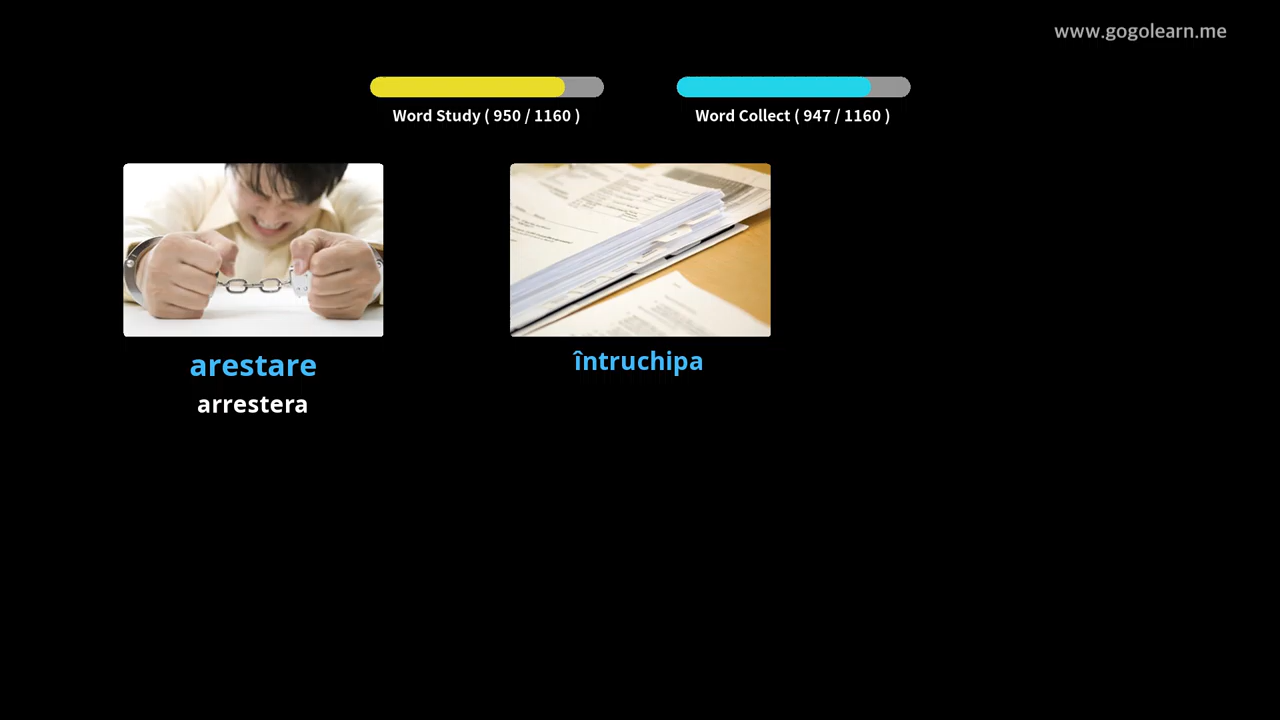 www.gogolearn.me
Word Study ( 950 / 1160 )
Word Collect ( 947 / 1160 )
arestare
arrestera
întruchipa